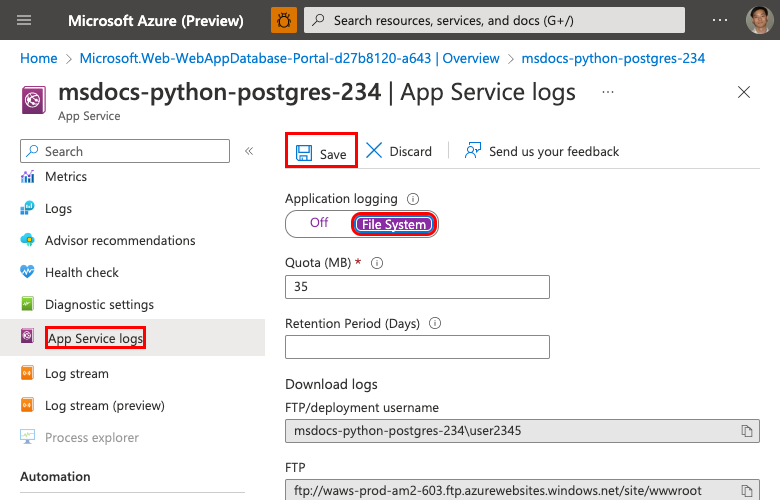 Microsoft Azure (Preview)
Search resources, services, and docs (G+/)
Home > Microsoft.Web-WebAppDatabase-Portal-d27b8120-a643 | Overview > msdocs-python-postgres-234
msdocs-python-postgres-234 | App Service logs
App Service
Search
Metrics
Logs
Advisor recommendations
Health check
Diagnostic settings
App Service logs
Log stream
Log stream (preview)
Process explorer
Automation
Save
Discard
Send us your feedback
Application logging
Off
File System
Quota (MB) *
35
Retention Period (Days)
Download logs
FTP/deployment username
msdocs-python-postgres-234\user2345
FTP
ftp://waws-prod-am2-603.ftp.azurewebsites.windows.net/site/wwwroot